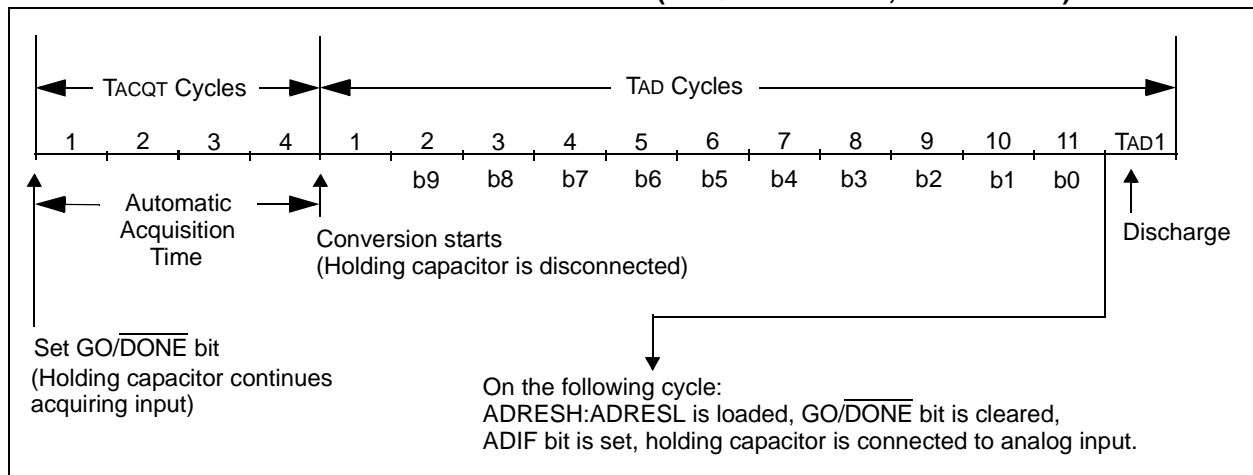 TACQT Cycles
TAD Cycles
1 2 3 4 1 2 3 4 5 6 7 8 9 10 11 TAD1
b9 b8 b7 b6 b5 b4 b3 b2 b1 b0
Automatic
Acquisition
Time
Conversion starts
(Holding capacitor is disconnected)
Discharge
Set GO/DONE bit
(Holding capacitor continues
acquiring input)
On the following cycle:
ADRESH:ADRESL is loaded, GO/DONE bit is cleared,
ADIF bit is set, holding capacitor is connected to analog input.